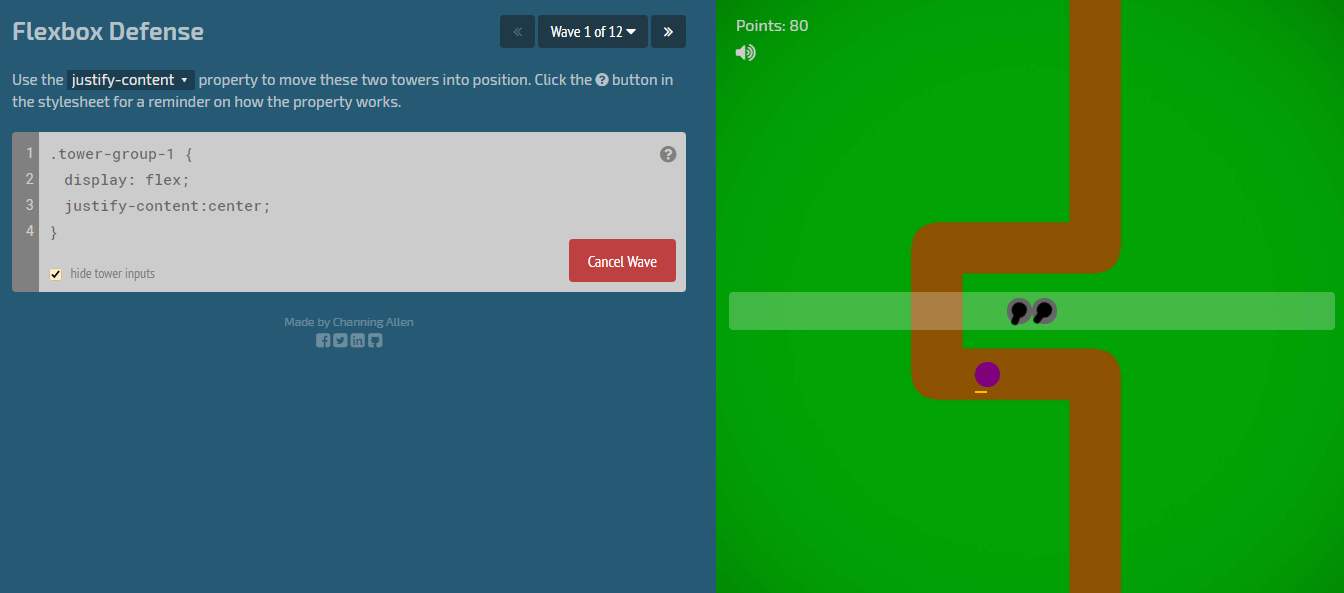 Flexbox Defense
«
Wave 1 of 12
»
Use the justify-content property to move these two towers into position. Click the ? button in
the stylesheet for a reminder on how the property works.
1 .tower-group-1 {
?
2 display: flex;
3 justify-content:center;
4 }
hide tower inputs
Cancel Wave
Made by Channing Allen
Points: 80